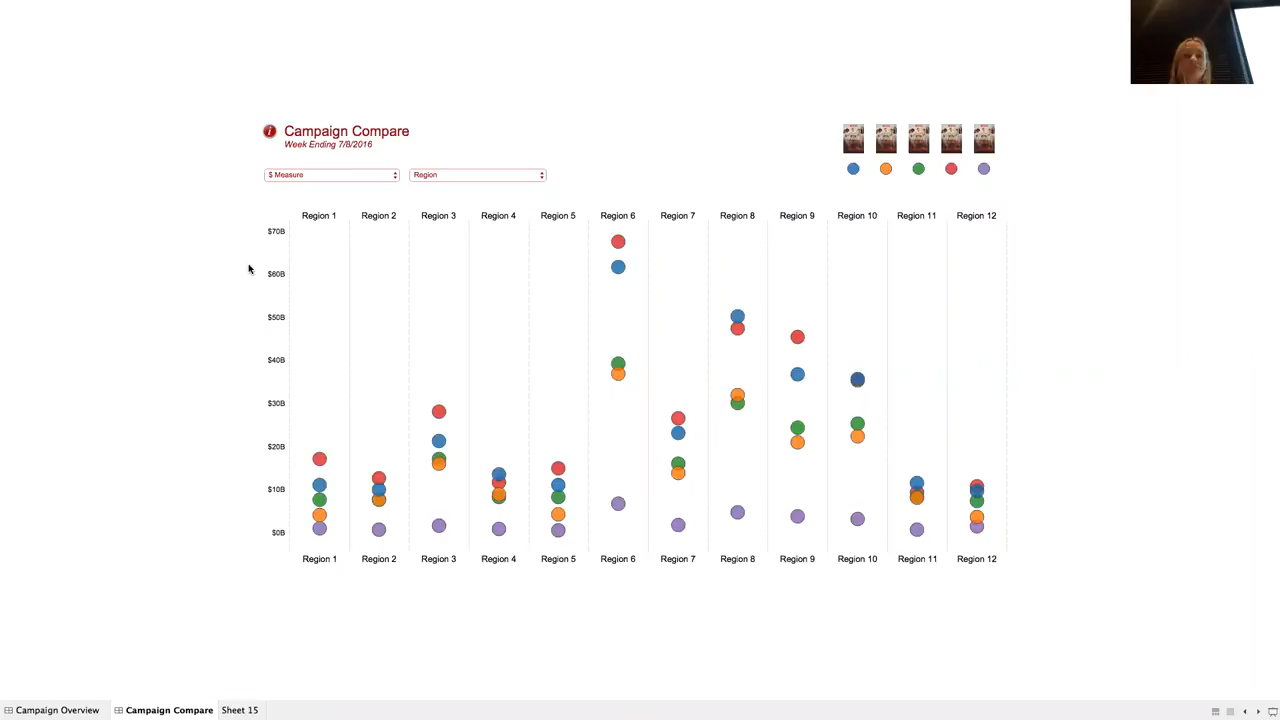 Campaign Compare
Week Ending 7/8/2016
$ Measure Region
Region 1 Region 2 Region 3 Region 4 Region 5 Region 6 Region 7 Region 8 Region 9 Region 10 Region 11 Region 12
$70B
$60B
$50B
$40B
$30B
$20B
$10B
$0B
Region 1 Region 2 Region 3 Region 4 Region 5 Region 6 Region 7 Region 8 Region 9 Region 10 Region 11 Region 12
Campaign Overview Campaign Compare Sheet 15